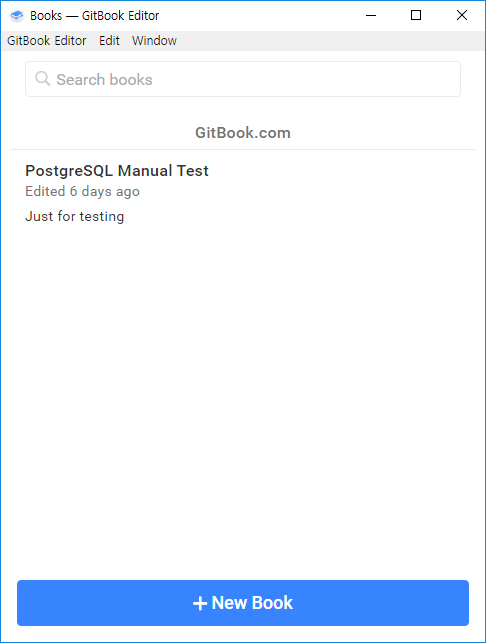 Books — GitBook Editor
GitBook Editor Edit Window
Search books
GitBook.com
PostgreSQL Manual Test
Edited 6 days ago
Just for testing
New Book